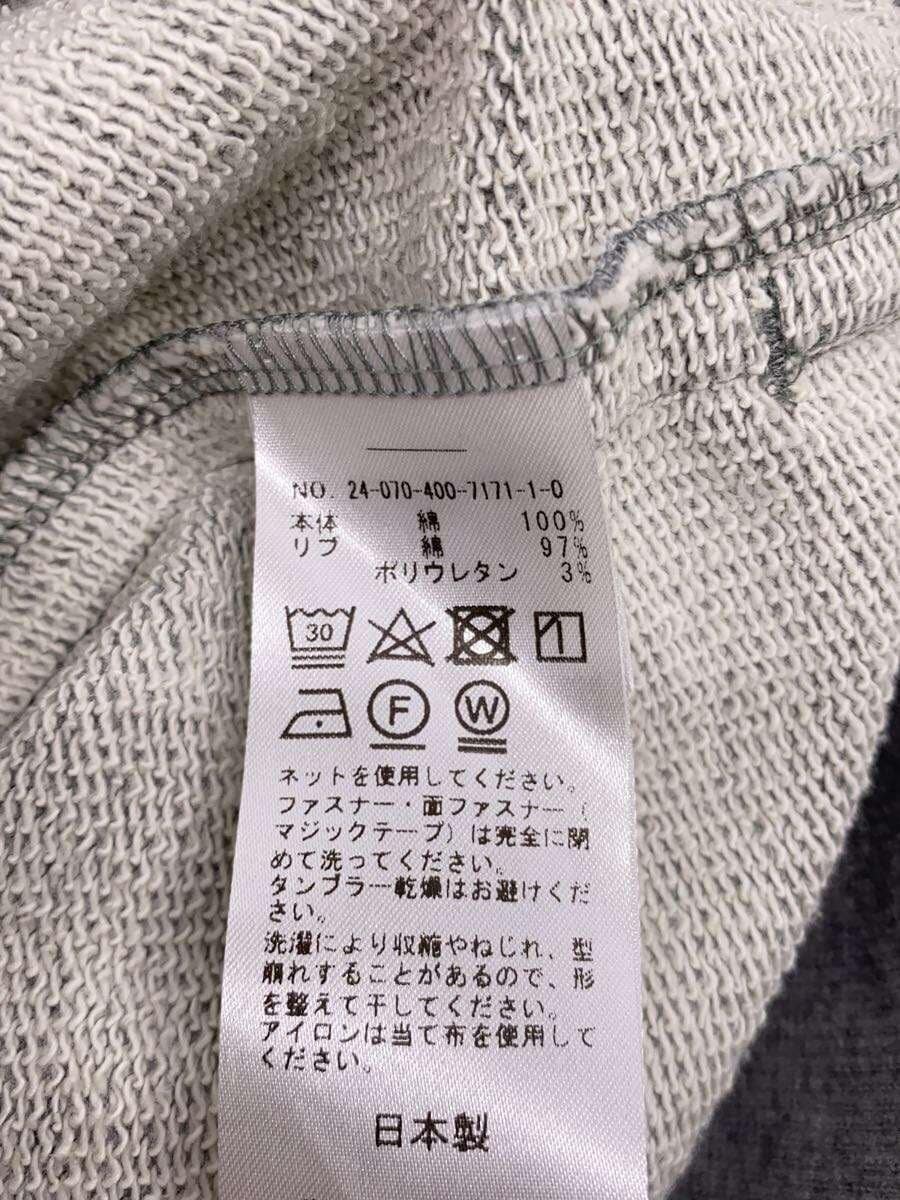 NO. 24-070-400-7171-1-0
本体 綿 100%
リブ 綿 97%
ポリウレタン 3%
30
F W
ネットを使用してください。
ファスナー・面ファスナー（
マジックテープ）は完全に閉
めて洗ってください。
タンブラー乾燥はお避けくだ
さい。
洗濯により収縮やねじれ、型
崩れすることがあるので、形
を整えて干してください。
アイロンは当て布を使用して
ください。
日本製